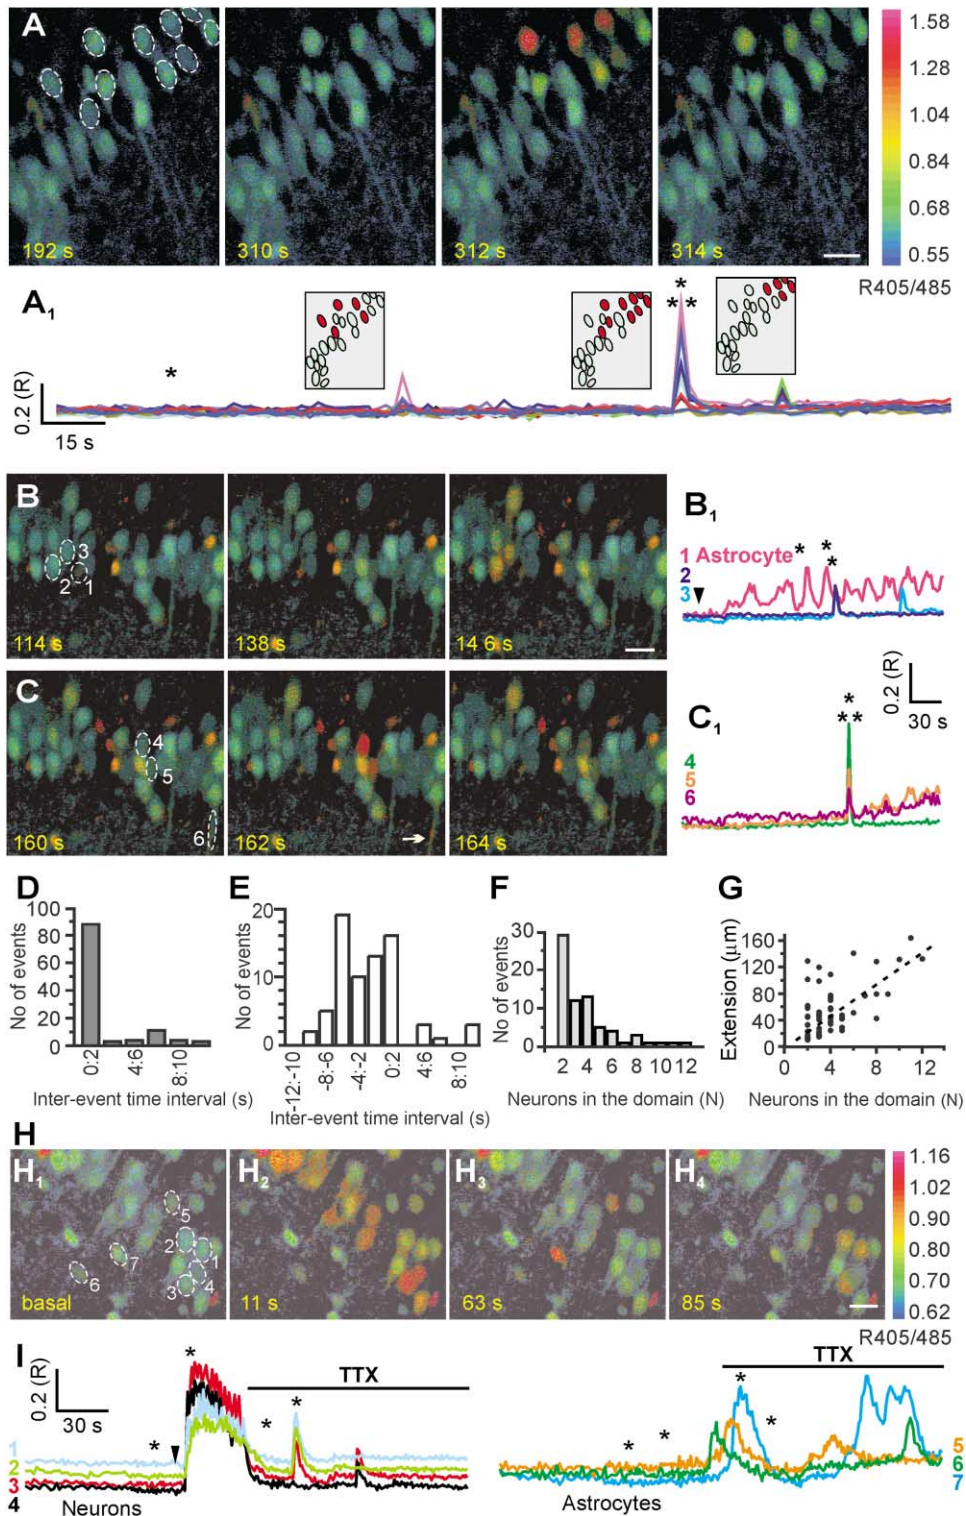 A
192 s
310 s
312 s
314 s
1.58
1.28
1.04
0.84
0.68
0.55
R405/485
A1
*
*
**
0.2 (R)
15 s
B
3
2
1
114 s
138 s
14 6 s
B1
1 Astrocyte
2
3
*
*
*
C
4
5
6
160 s
162 s
164 s
0.2 (R)
30 s
C1
*
**
4
5
6
D
No of events
100
80
60
40
20
0
0:2
4:6
8:10
Inter-event time interval (s)
E
No of events
20
10
0
-12:-10
-8:-6
-4:-2
0:2
4:6
8:10
Inter-event time interval (s)
F
No of events
30
20
10
0
2
4
6
8
10
12
Neurons in the domain (N)
G
Extension (µm)
160
120
80
40
0
0
4
8
12
Neurons in the domain (N)
H
H1
5
2
1
7
6
3
4
basal
H2
11 s
H3
63 s
H4
85 s
1.16
1.02
0.90
0.80
0.70
0.62
R405/485
I
0.2 (R)
30 s
*
*
*
*
TTX
1
2
3
4
Neurons
TTX
*
*
*
*
5
6
7
Astrocytes